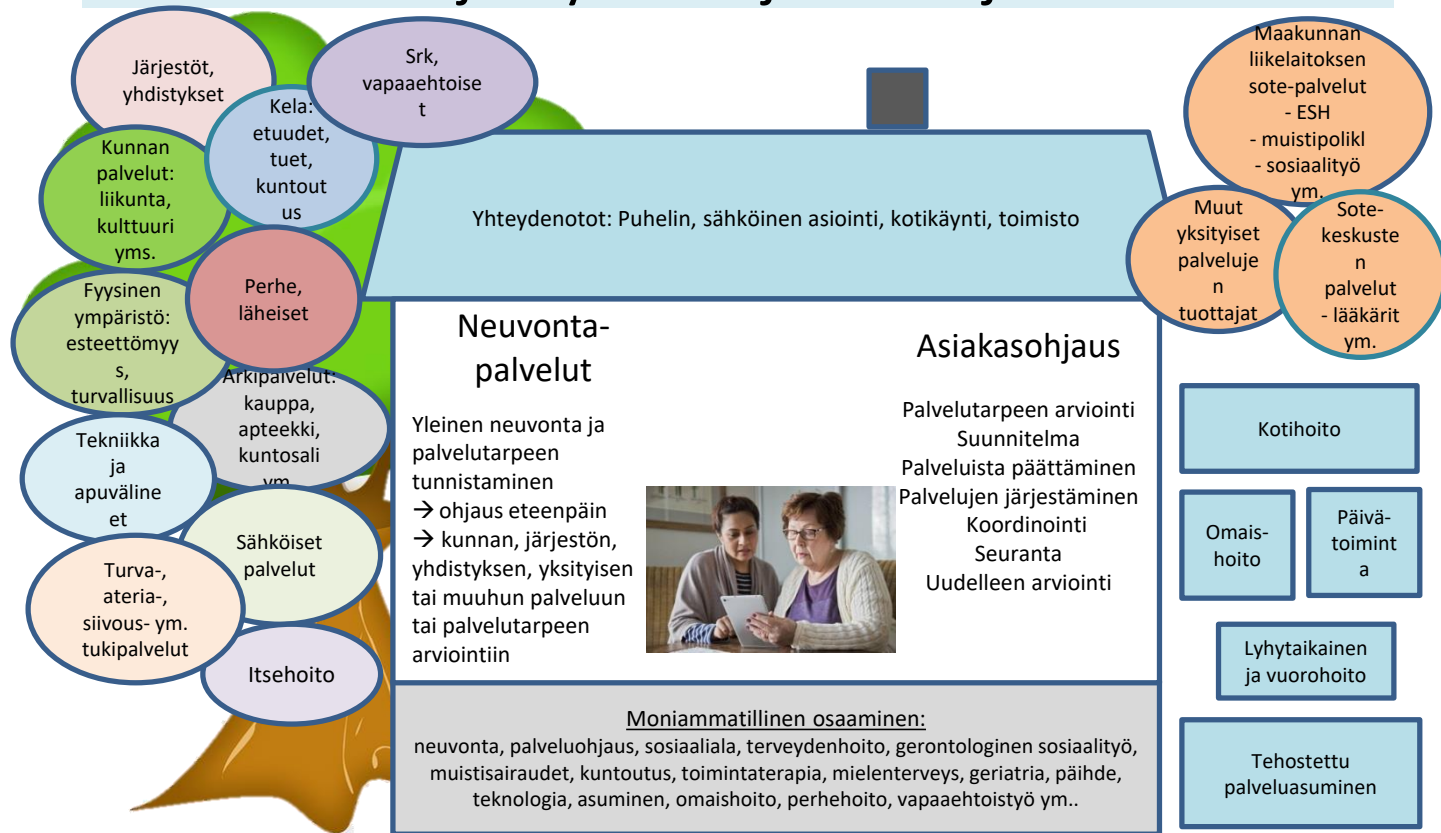 Järjestöt,
yhdistykset
Srk,
vapaaehtoise
t
Kela:
etuudet,
tuet,
kuntout
us
Kunnan
palvelut:
liikunta,
kulttuuri
yms.
Perhe,
läheiset
Fyysinen
ympäristö:
esteettömyy
s,
turvallisuus
Arkipalvelut:
kauppa,
apteekki,
kuntosali
ym.
Tekniikka
ja
apuväline
et
Sähköiset
palvelut
Turva-,
ateria-,
siivous- ym.
tukipalvelut
Itsehoito
Yhteydenotot: Puhelin, sähköinen asiointi, kotikäynti, toimisto
Neuvonta-
palvelut
Yleinen neuvonta ja
palvelutarpeen
tunnistaminen
→ ohjaus eteenpäin
→ kunnan, järjestön,
yhdistyksen, yksityisen
tai muuhun palveluun
tai palvelutarpeen
arviointiin
Asiakasohjaus
Palvelutarpeen arviointi
Suunnitelma
Palveluista päättäminen
Palvelujen järjestäminen
Koordinointi
Seuranta
Uudelleen arviointi
Moniammatillinen osaaminen:
neuvonta, palveluohjaus, sosiaaliala, terveydenhoito, gerontologinen sosiaalityö,
muistisairaudet, kuntoutus, toimintaterapia, mielenterveys, geriatria, päihde,
teknologia, asuminen, omaishoito, perhehoito, vapaaehtoistyö ym..
Maakunnan
liikelaitoksen
sote-palvelut
- ESH
- muistipolikl
- sosiaalityö
ym.
Muut
yksityiset
palveluje
n
tuottajat
Sote-
keskuste
n
palvelut
- lääkärit
ym.
Kotihoito
Omais-
hoito
Päivä-
toimint
a
Lyhytaikainen
ja vuorohoito
Tehostettu
palveluasuminen